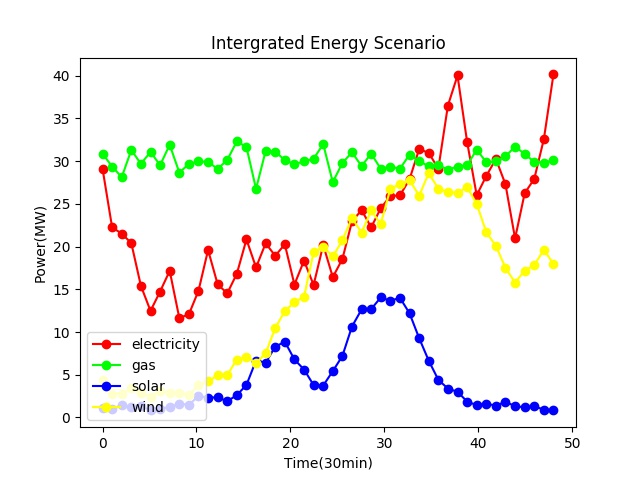 Intergrated Energy Scenario
Power(MW)
40
35
30
25
20
15
10
5
0
electricity
gas
solar
wind
0 10 20 30 40 50
Time(30min)